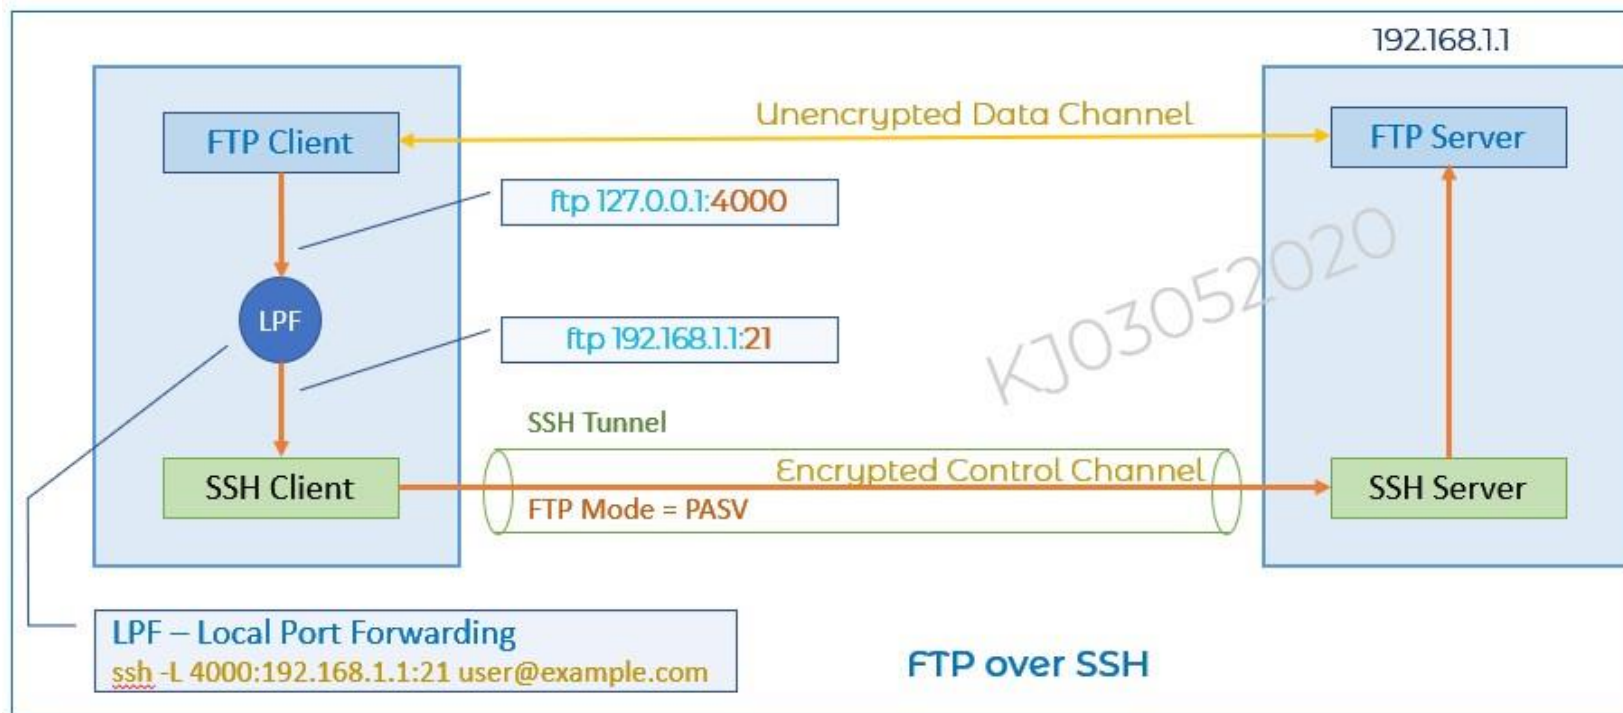 192.168.1.1
Unencrypted Data Channel
FTP Client
FTP Server
ftp 127.0.0.1:4000
LPF
ftp 192.168.1.1:21
KJ03052020
SSH Tunnel
SSH Client
Encrypted Control Channel
SSH Server
FTP Mode = PASV
LPF – Local Port Forwarding
ssh -L 4000:192.168.1.1:21 user@example.com
FTP over SSH